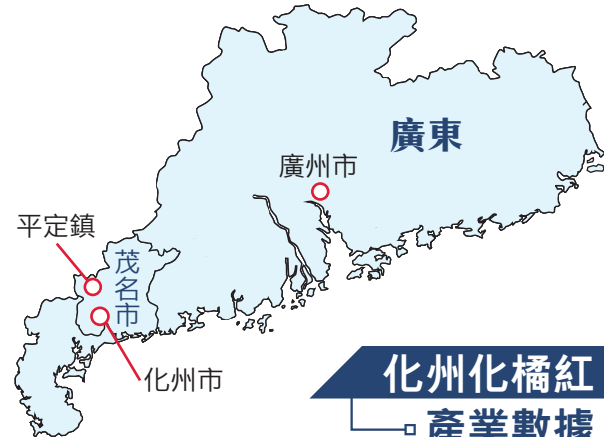 廣東
廣州市
平定鎮
茂名市
化州市
化州化橘紅
產業數據